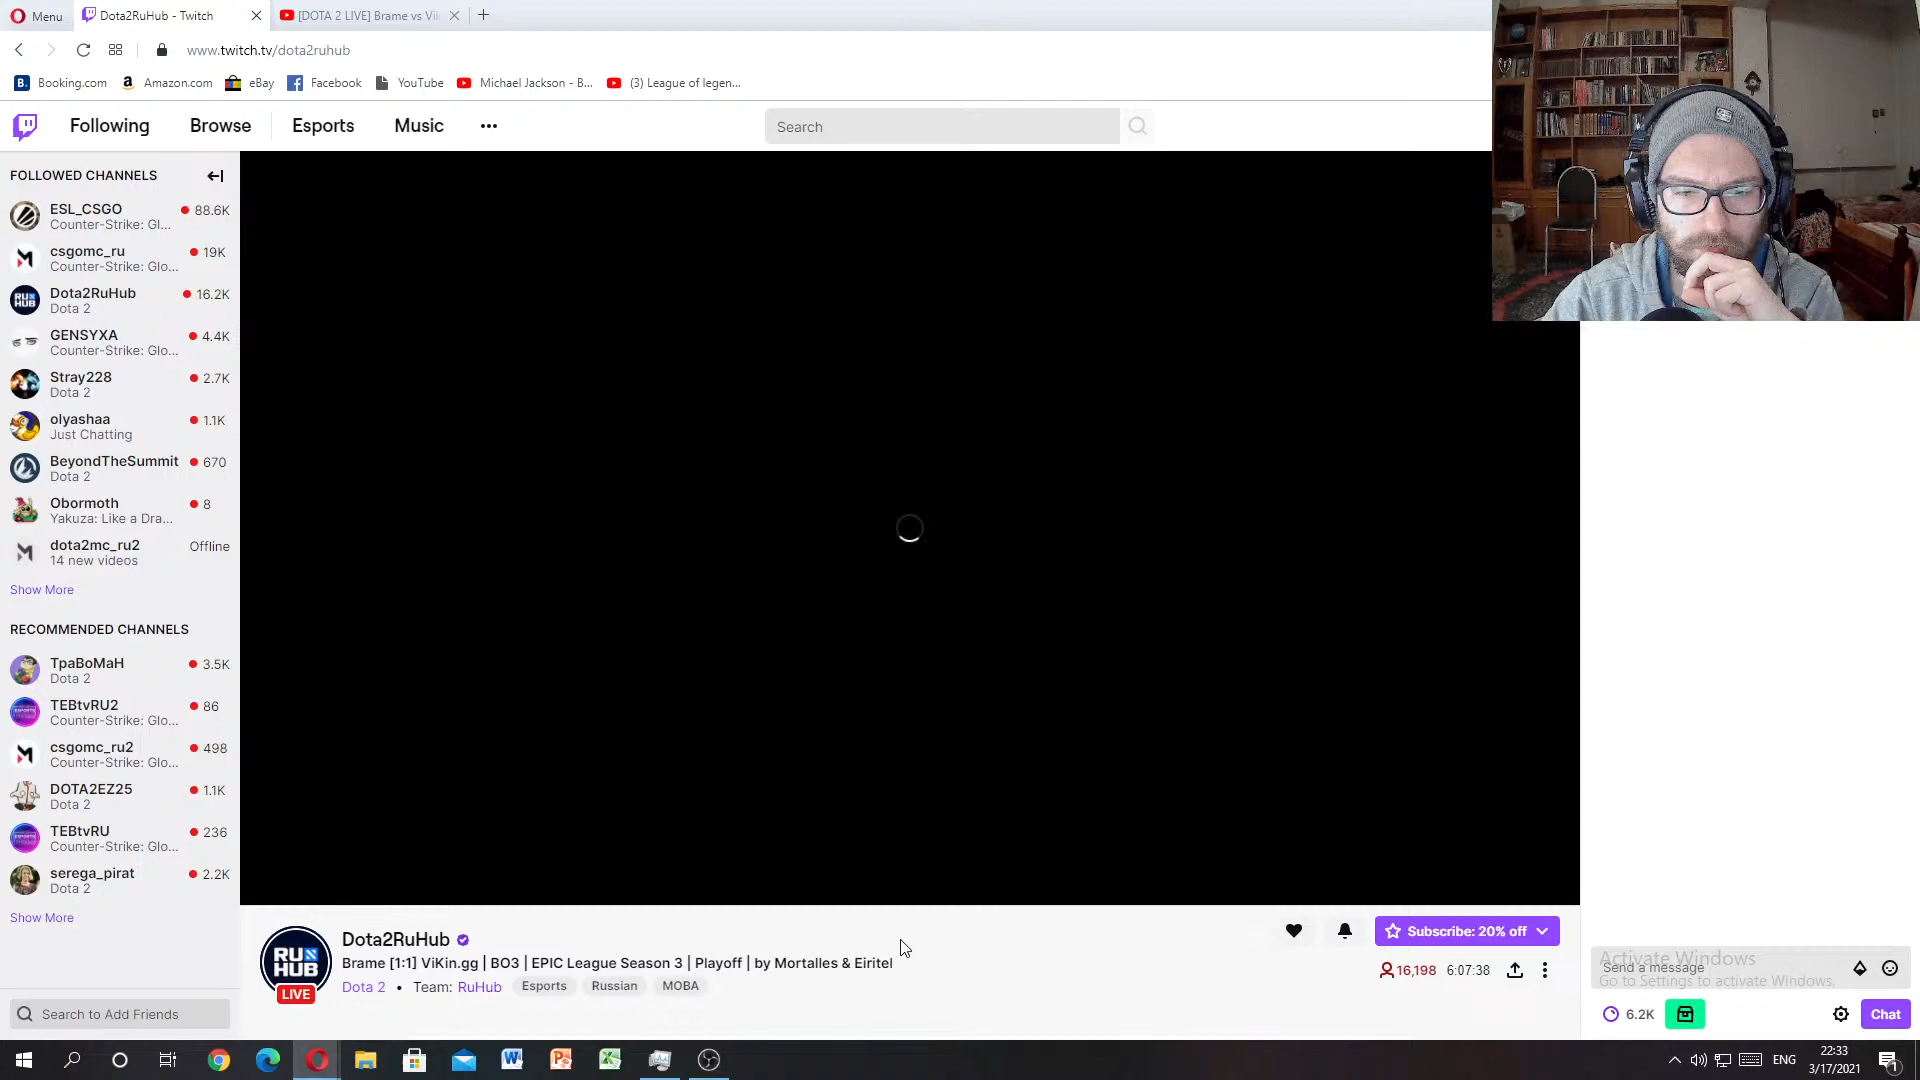 Menu
Dota2RuHub - Twitch
[DOTA 2 LIVE] Brame vs Vi
www.twitch.tv/dota2ruhub
Booking.com
Amazon.com
eBay
Facebook
YouTube
Michael Jackson - B...
(3) League of legen...
Following
Browse
Esports
Music
Search
FOLLOWED CHANNELS
ESL_CSGO 88.6K
Counter-Strike: Gl...
csgomc_ru 19K
Counter-Strike: Glo...
Dota2RuHub 16.2K
Dota 2
GENSYXA 4.4K
Counter-Strike: Glo...
Stray228 2.7K
Dota 2
olyashaa 1.1K
Just Chatting
BeyondTheSummit 670
Dota 2
Obormoth 8
Yakuza: Like a Dra...
dota2mc_ru2 Offline
14 new videos
Show More
RECOMMENDED CHANNELS
TpaBoMaH 3.5K
Dota 2
TEBtvRU2 86
Counter-Strike: Glo...
csgomc_ru2 498
Counter-Strike: Glo...
DOTA2EZ25 1.1K
Dota 2
TEBtvRU 236
Counter-Strike: Glo...
serega_pirat 2.2K
Dota 2
Show More
Search to Add Friends
RU HUB
LIVE
Dota2RuHub
Brame [1:1] ViKin.gg | BO3 | EPIC League Season 3 | Playoff | by Mortalles & Eiritel
Dota 2 • Team: RuHub Esports Russian MOBA
Subscribe: 20% off
16,198 6:07:38
Activate Windows
Send a message
Go to Settings to activate Windows.
6.2K
Chat
ENG
22:33
3/17/2021